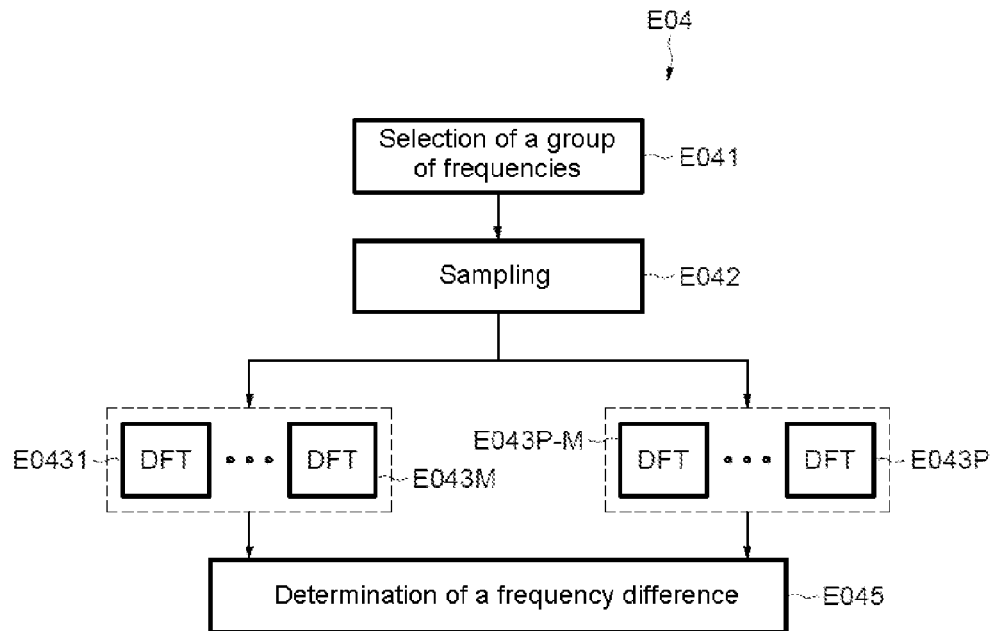 E04
Selection of a group
of frequencies
E041
Sampling
E042
E0431
DFT
DFT
E043M
E043P-M
DFT
DFT
E043P
Determination of a frequency difference
E045